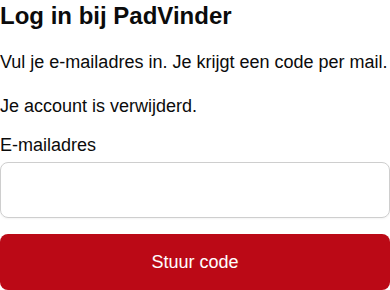 Log in bij PadVinder
Vul je e-mailadres in. Je krijgt een code per mail.
Je account is verwijderd.
E-mailadres
Stuur code